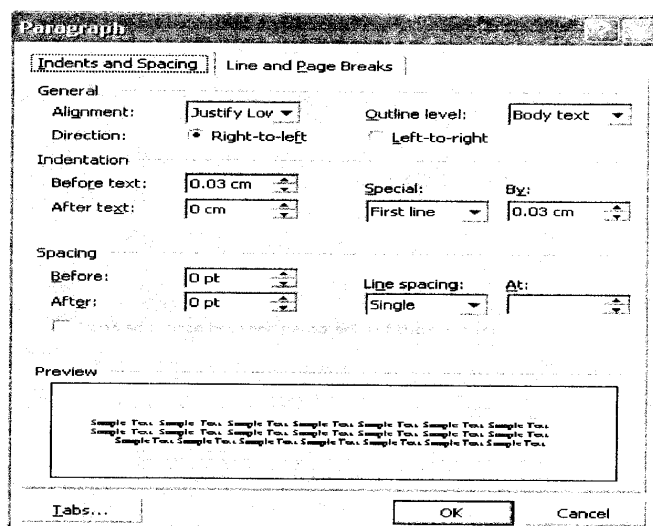 Paragraph
Indents and Spacing Line and Page Breaks
General
Alignment: Justify Low Outline level: Body text
Direction: Right-to-left Left-to-right
Indentation
Before text: 0.03 cm Special: By:
After text: 0 cm First line 0.03 cm
Spacing
Before: 0 pt Line spacing: At:
After: 0 pt Single
Preview
Sample Text Sample Text Sample Text Sample Text Sample Text Sample Text Sample Text
Sample Text Sample Text Sample Text Sample Text Sample Text Sample Text Sample Text
Sample Text Sample Text Sample Text Sample Text Sample Text Sample Text Sample Text
Tabs... OK Cancel